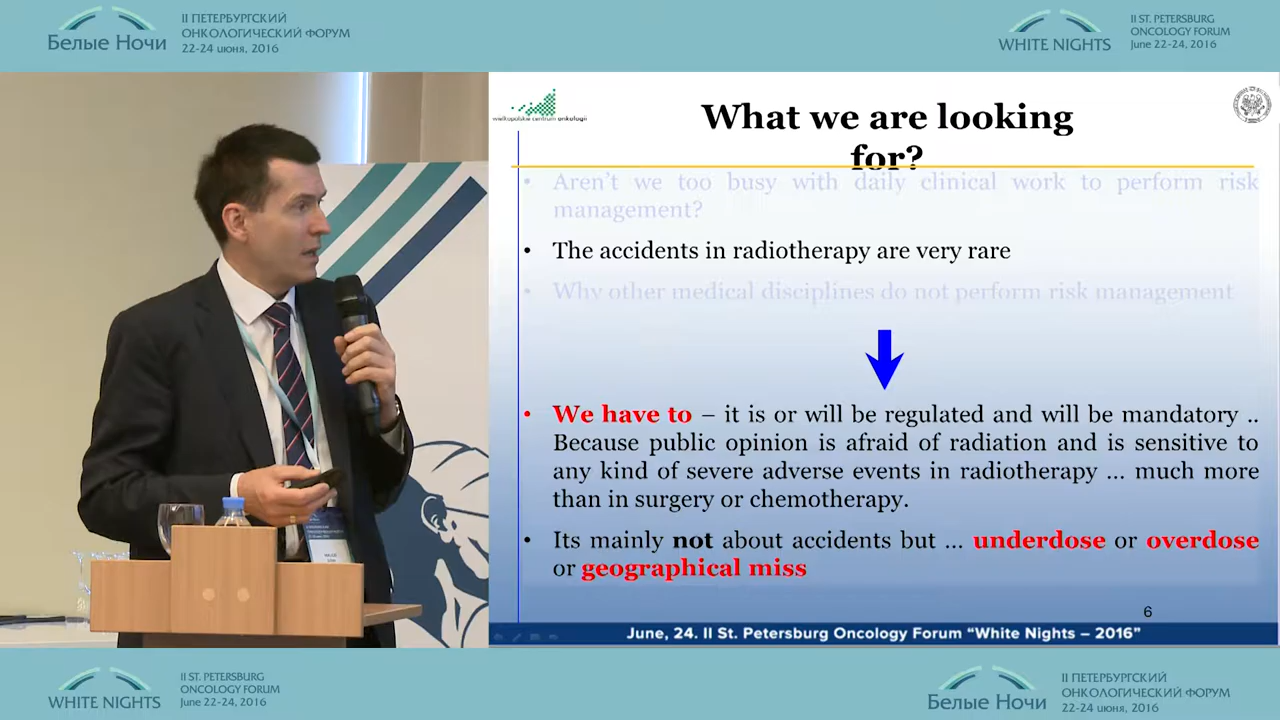 Белые Ночи
II ПЕТЕРБУРГСКИЙ
ОНКОЛОГИЧЕСКИЙ ФОРУМ
22-24 июня, 2016
WHITE NIGHTS
II ST. PETERSBURG
ONCOLOGY FORUM
June 22-24, 2016
wielkopolskie centrum onkologii
What we are looking
for?
• Aren't we too busy with daily clinical work to perform risk
management?
• The accidents in radiotherapy are very rare
• Why other medical disciplines do not perform risk management
• We have to – it is or will be regulated and will be mandatory ..
Because public opinion is afraid of radiation and is sensitive to
any kind of severe adverse events in radiotherapy ... much more
than in surgery or chemotherapy.
• Its mainly not about accidents but ... underdose or overdose
or geographical miss
6
June, 24. II St. Petersburg Oncology Forum “White Nights – 2016”
WHITE NIGHTS
II ST. PETERSBURG
ONCOLOGY FORUM
June 22-24, 2016
Белые Ночи
II ПЕТЕРБУРГСКИЙ
ОНКОЛОГИЧЕСКИЙ ФОРУМ
22-24 июня, 2016